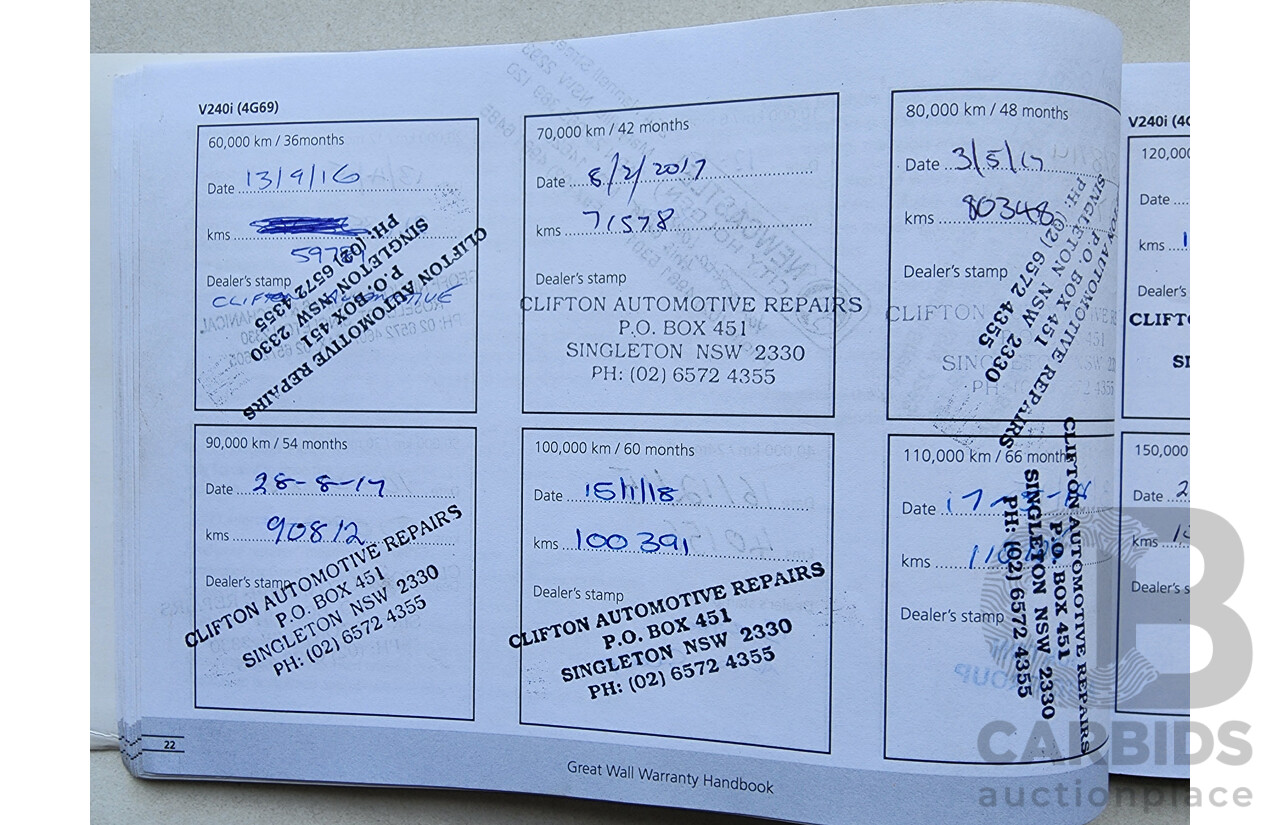 V240i (4G69)
60,000 km / 36months
Date 13/9/16
kms
Dealer's stamp
CLIFTON AUTOMOTIVE
CLIFTON AUTOMOTIVE REPAIRS
P.O. BOX 451
SINGLETON NSW 2330
PH: (02) 6572 4355
70,000 km / 42 months
Date 8/2/2017
kms 71578
Dealer's stamp
CLIFTON AUTOMOTIVE REPAIRS
P.O. BOX 451
SINGLETON NSW 2330
PH: (02) 6572 4355
80,000 km / 48 months
Date 3/5/17
kms 80348
Dealer's stamp
CLIFTON AUTOMOTIVE REPAIRS
P.O. BOX 451
SINGLETON NSW 2330
PH: (02) 6572 4355
90,000 km / 54 months
Date 28-8-17
kms 90812
Dealer's stamp
CLIFTON AUTOMOTIVE REPAIRS
P.O. BOX 451
SINGLETON NSW 2330
PH: (02) 6572 4355
100,000 km / 60 months
Date 15/1/18
kms 100391
Dealer's stamp
CLIFTON AUTOMOTIVE REPAIRS
P.O. BOX 451
SINGLETON NSW 2330
PH: (02) 6572 4355
110,000 km / 66 months
Date
kms
Dealer's stamp
CLIFTON AUTOMOTIVE REPAIRS
P.O. BOX 451
SINGLETON NSW 2330
PH: (02) 6572 4355
22
Great Wall Warranty Handbook
V240i (4G
120,000
Date
kms
Dealer's
CLIFTO
SI
150,000
Date 2
kms
Dealer's s
CARBIDS
auctionplace